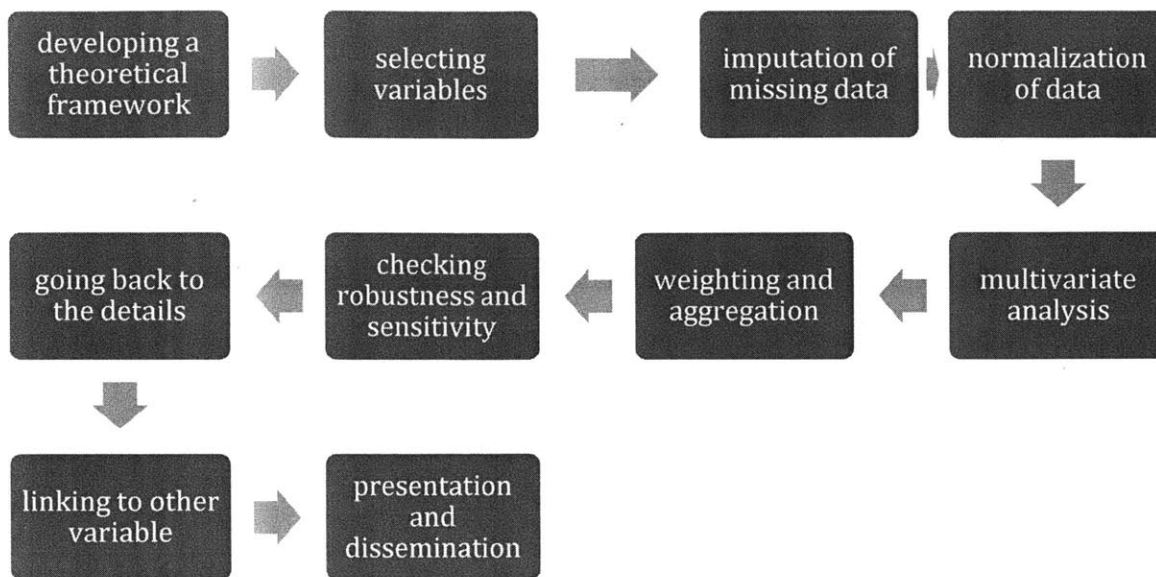 developing a
theoretical
framework
selecting
variables
imputation of
missing data
normalization
of data
multivariate
analysis
weighting and
aggregation
checking
robustness and
sensitivity
going back to
the details
linking to other
variable
presentation
and
dissemination